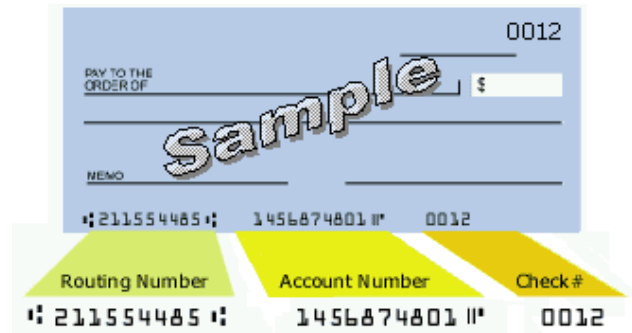 0012
PAY TO THE
ORDER OF
$
Sample
MEMO
⑆211554485⑆ 1456874801⑈ 0012
Routing Number Account Number Check #
⑆211554485⑆ 1456874801⑈ 0012